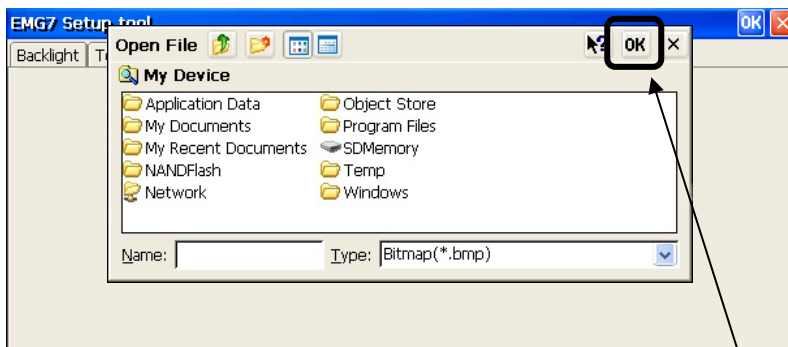 EMG7 Setup tool OK
Backlight
Open File OK
My Device
Application Data Object Store
My Documents Program Files
My Recent Documents SDMemory
NANDFlash Temp
Network Windows
Name: Type: Bitmap(*.bmp)